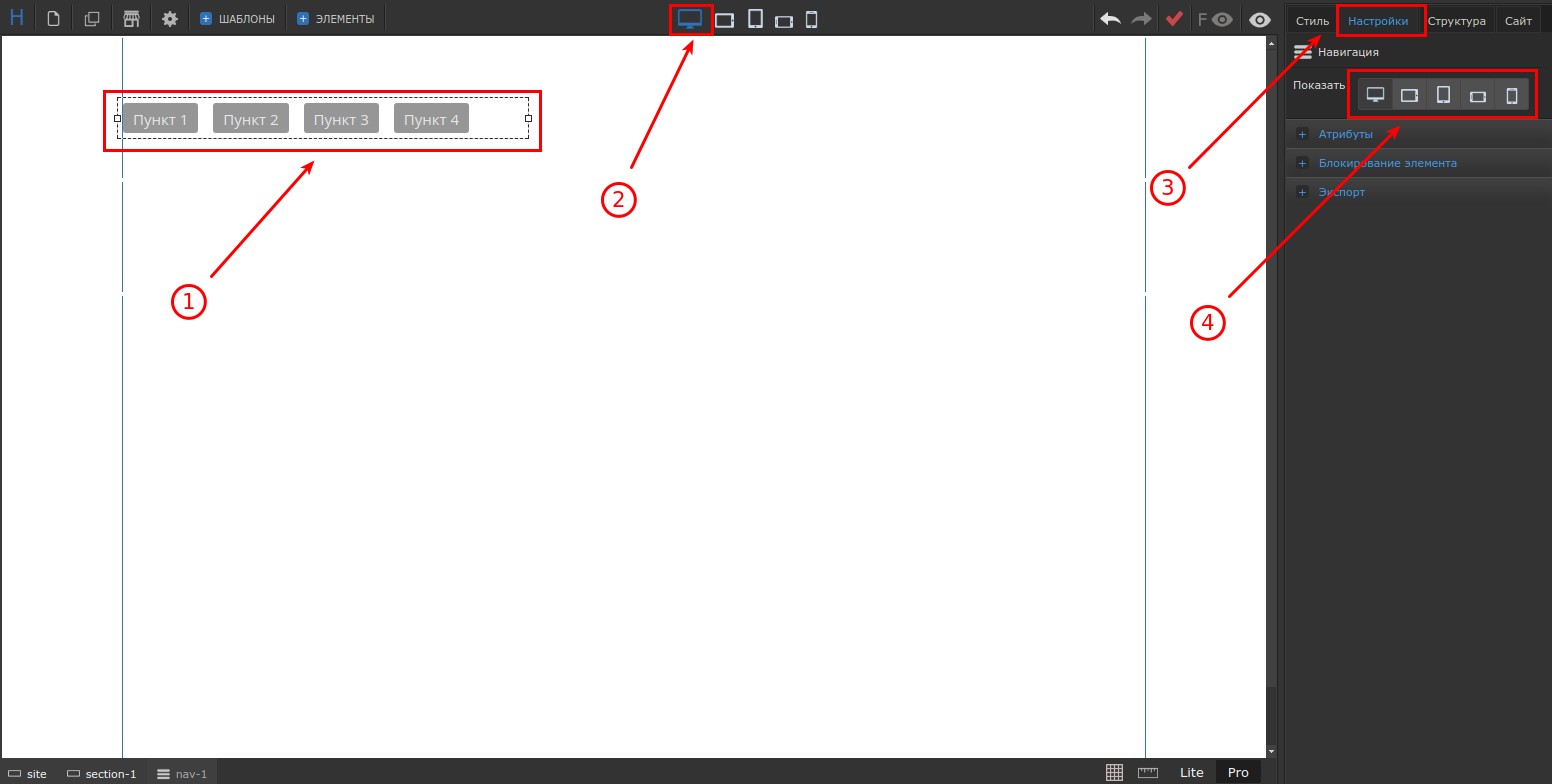 H ШАБЛОНЫ ЭЛЕМЕНТЫ F Стиль Настройки Структура Сайт
Навигация
Показать
Пункт 1 Пункт 2 Пункт 3 Пункт 4
Атрибуты
Блокирование элемента
Экспорт
1
2
3
4
site section-1 nav-1 Lite Pro